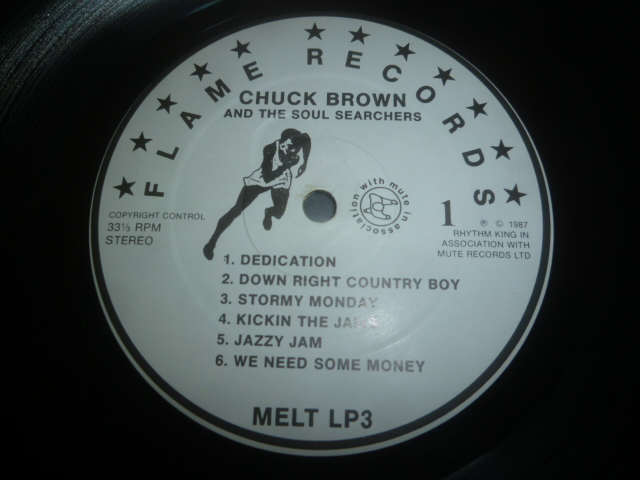 FLAME RECORDS
CHUCK BROWN
AND THE SOUL SEARCHERS
in association with mute
COPYRIGHT CONTROL
33⅓ RPM
STEREO
1
℗ © 1987
RHYTHM KING IN
ASSOCIATION WITH
MUTE RECORDS LTD
1. DEDICATION
2. DOWN RIGHT COUNTRY BOY
3. STORMY MONDAY
4. KICKIN THE JAMS
5. JAZZY JAM
6. WE NEED SOME MONEY
MELT LP3